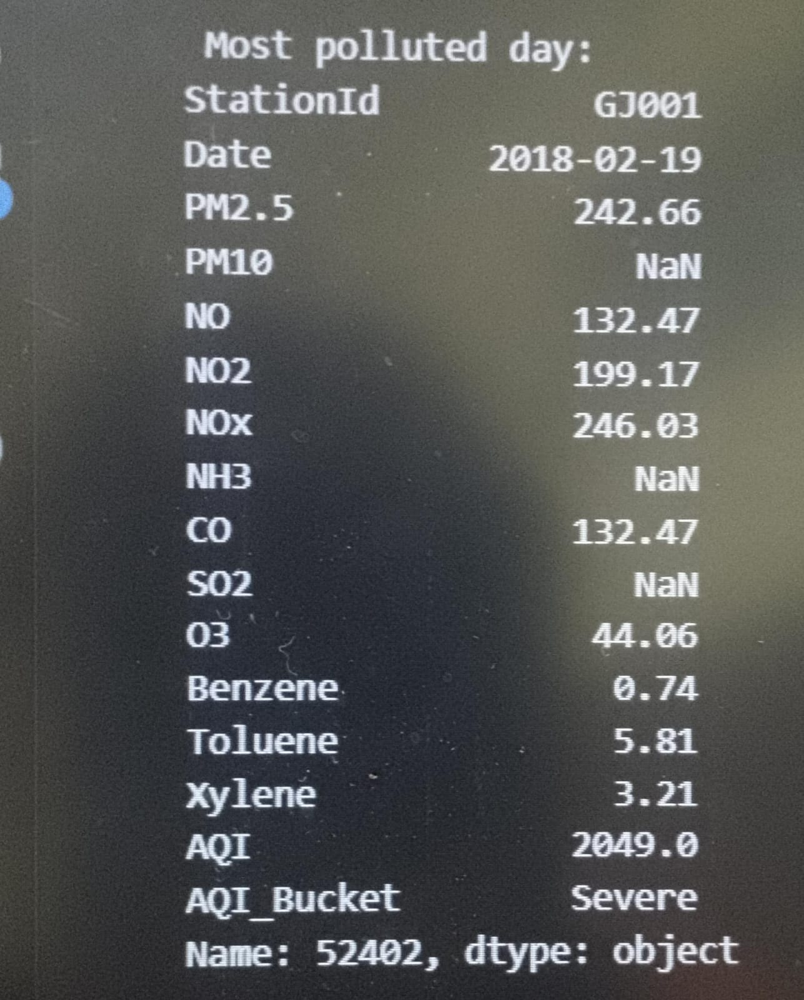 Most polluted day:
StationId GJ001
Date 2018-02-19
PM2.5 242.66
PM10 NaN
NO 132.47
NO2 199.17
NOx 246.03
NH3 NaN
CO 132.47
SO2 NaN
O3 44.06
Benzene 0.74
Toluene 5.81
Xylene 3.21
AQI 2049.0
AQI_Bucket Severe
Name: 52402, dtype: object